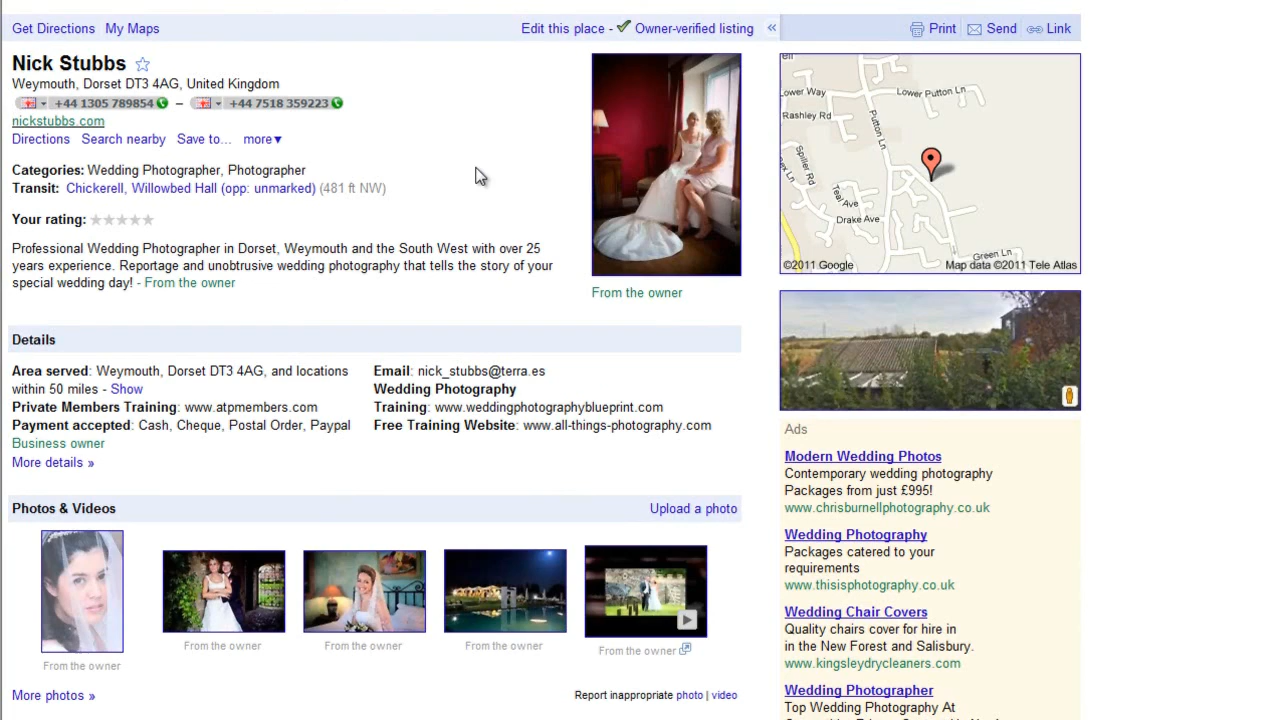 Get Directions My Maps
Edit this place - Owner-verified listing «
Print Send Link
Nick Stubbs
Weymouth, Dorset DT3 4AG, United Kingdom
+44 1305 789854 – +44 7518 359223
nickstubbs.com
Directions Search nearby Save to... more▼
Categories: Wedding Photographer, Photographer
Transit: Chickerell, Willowbed Hall (opp: unmarked) (481 ft NW)
Your rating:
Professional Wedding Photographer in Dorset, Weymouth and the South West with over 25
years experience. Reportage and unobtrusive wedding photography that tells the story of your
special wedding day! - From the owner
From the owner
Lower Way
Lower Putton Ln
Rashley Rd
Putton Ln
Spiller Rd
Teal Ave
Drake Ave
Green Ln
©2011 Google
Map data ©2011 Tele Atlas
Details
Area served: Weymouth, Dorset DT3 4AG, and locations
within 50 miles - Show
Private Members Training: www.atpmembers.com
Payment accepted: Cash, Cheque, Postal Order, Paypal
Business owner
More details »
Email: nick_stubbs@terra.es
Wedding Photography
Training: www.weddingphotographyblueprint.com
Free Training Website: www.all-things-photography.com
Photos & Videos
Upload a photo
From the owner
From the owner
From the owner
From the owner
From the owner
More photos »
Report inappropriate photo | video
Ads
Modern Wedding Photos
Contemporary wedding photography
Packages from just £995!
www.chrisburnellphotography.co.uk
Wedding Photography
Packages catered to your
requirements
www.thisisphotography.co.uk
Wedding Chair Covers
Quality chairs cover for hire in
in the New Forest and Salisbury.
www.kingsleydrycleaners.com
Wedding Photographer
Top Wedding Photography At